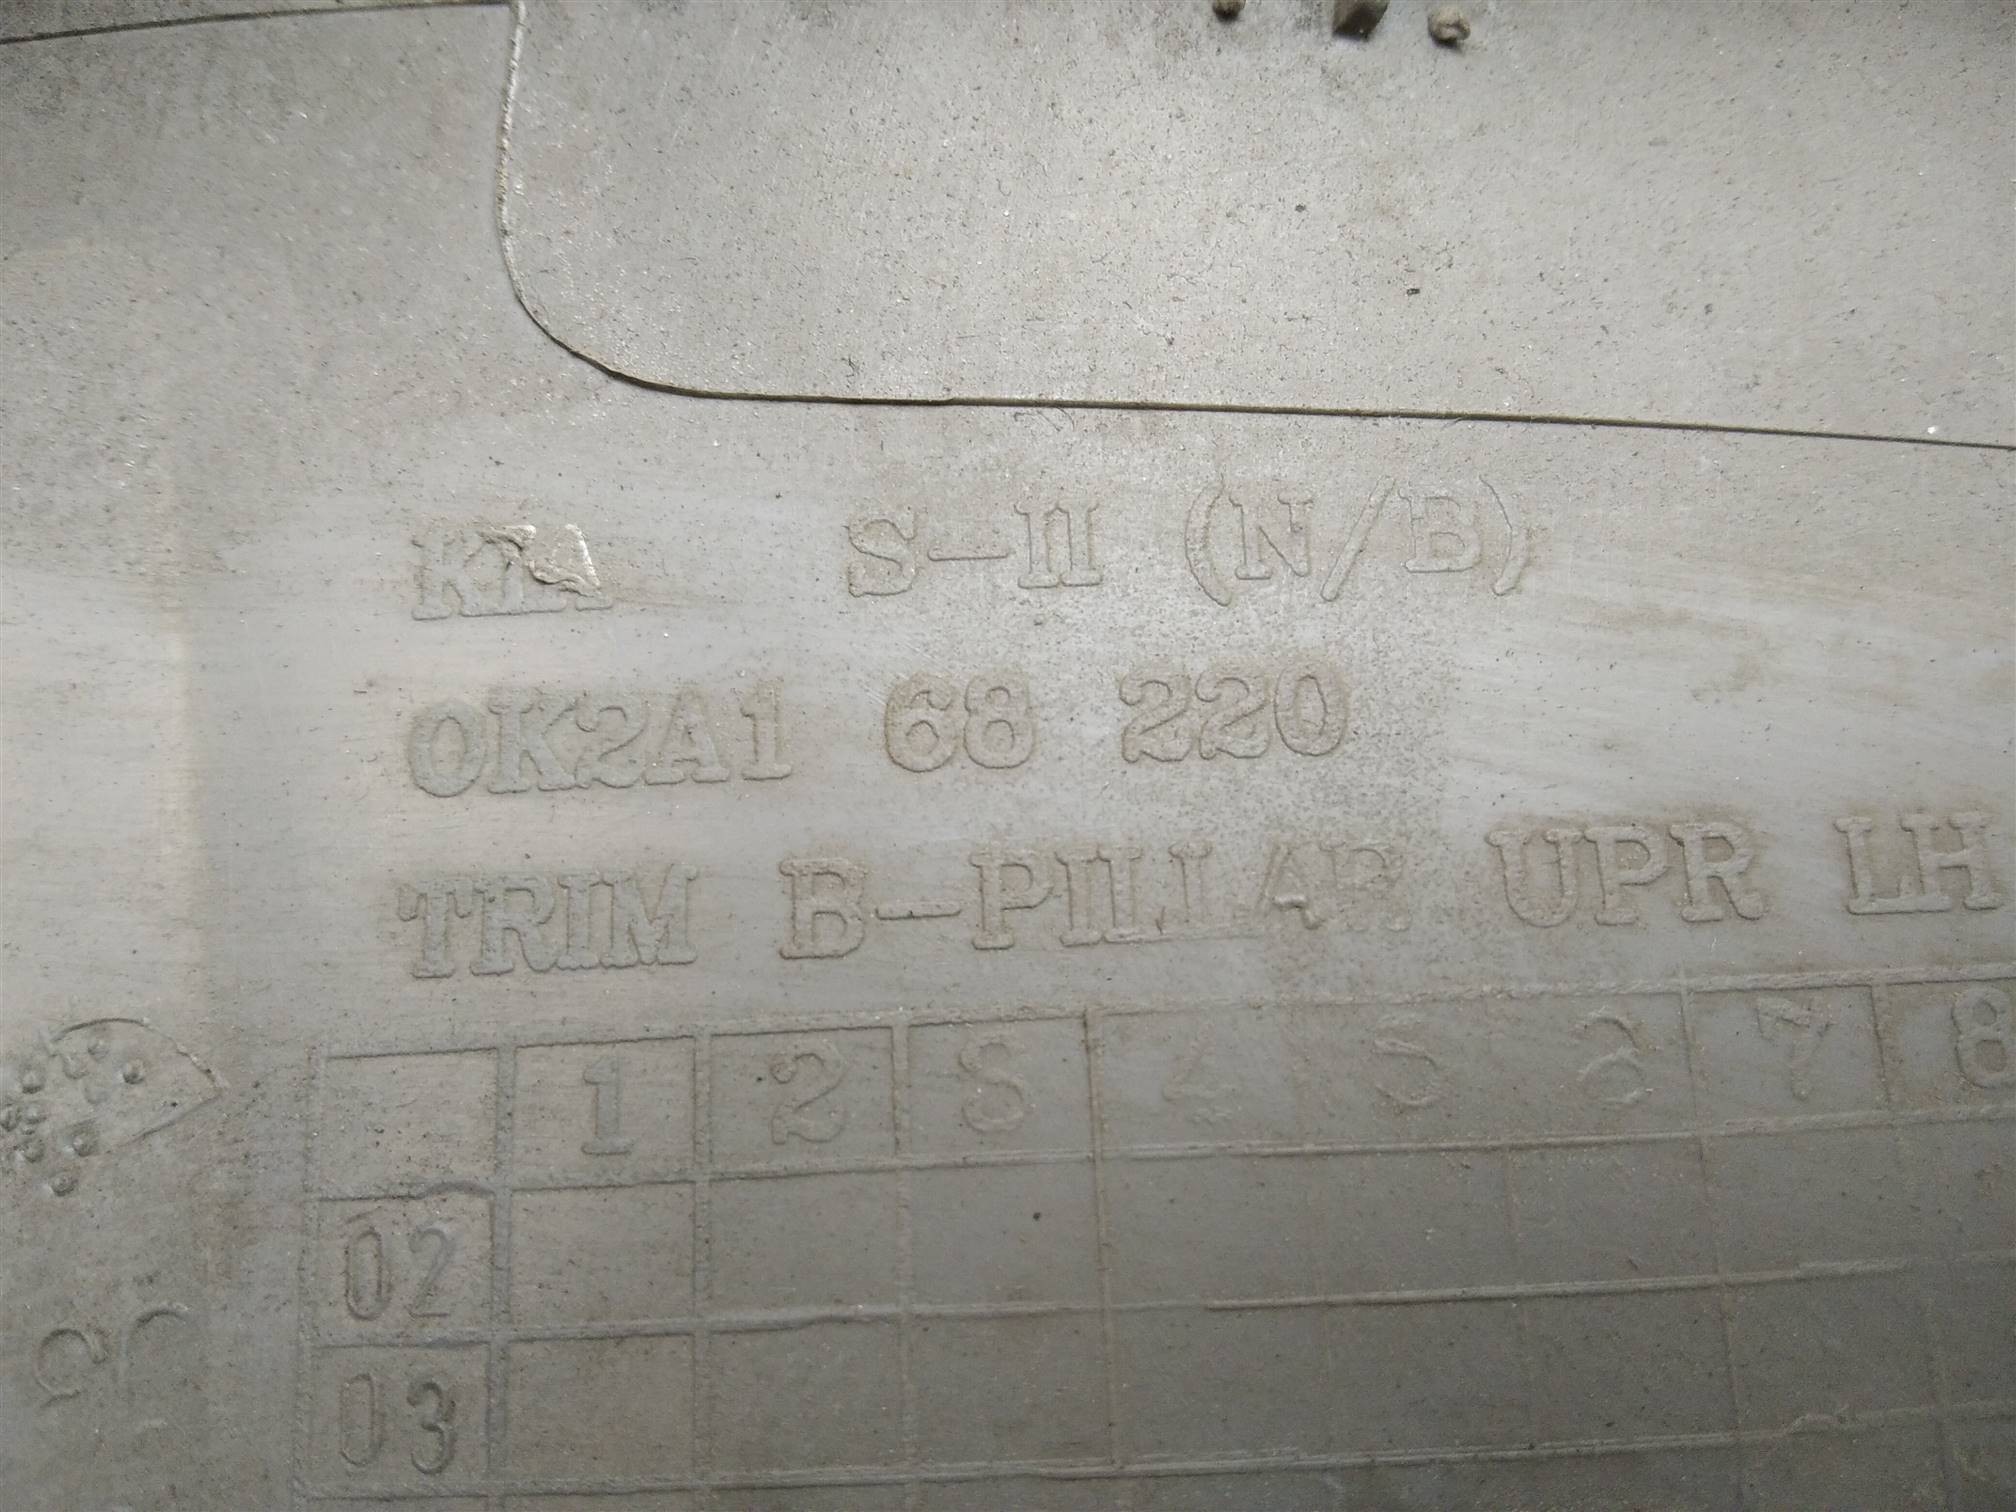 KIA S-II (N/B)
0K2A1 68 220
TRIM B-PILLAR UPR LH
1 2 3 4 5 6 7 8
02
03